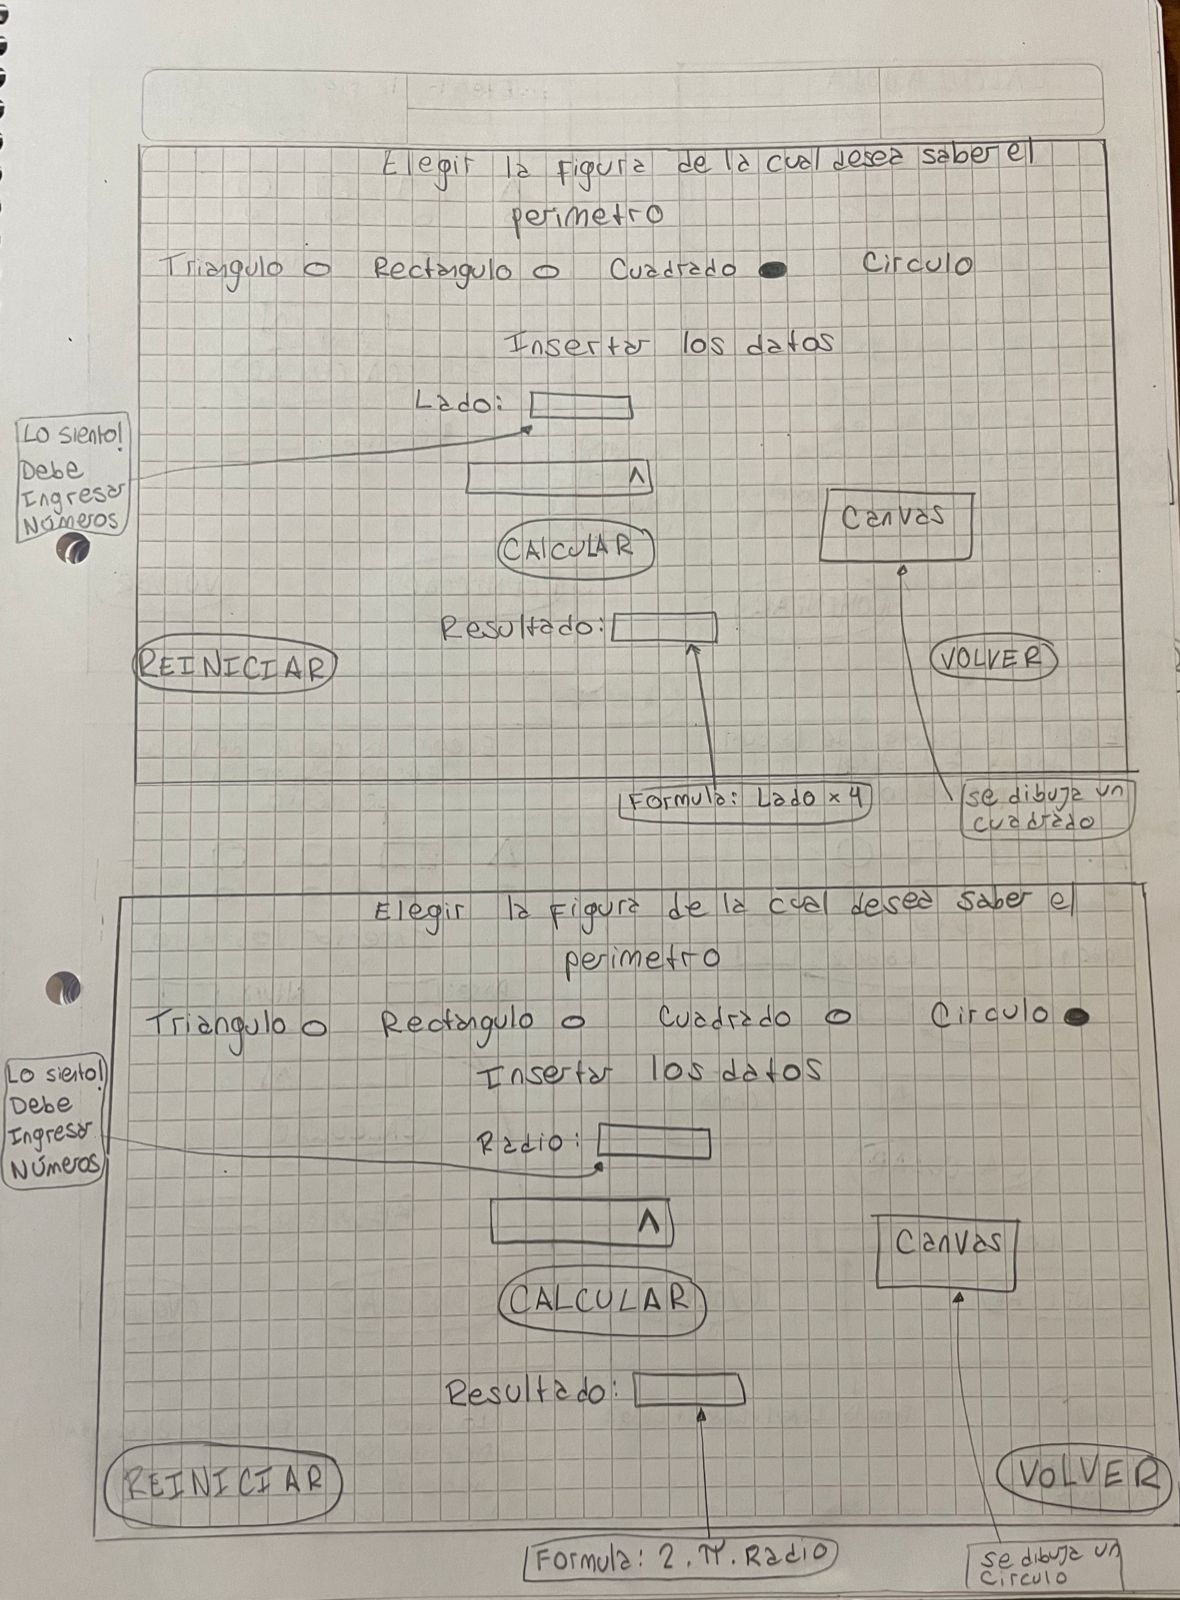 Elegir la figura de la cual desea saber el
perimetro
Triangulo Rectangulo Cuadrado Circulo
Insertar los datos
Lado:
Lo siento!
Debe
Ingresar
Números
^
CALCULAR
Canvas
Resultado:
REINICIAR
VOLVER
Formula: Lado x 4
se dibuja un
cuadrado
Elegir la figura de la cual desea saber el
perimetro
Triangulo Rectangulo Cuadrado Circulo
Insertar los datos
Lo siento!
Debe
Ingresar
Números
Radio:
^
Canvas
CALCULAR
Resultado:
REINICIAR
VOLVER
Formula: 2.π.Radio
se dibuja un
Circulo